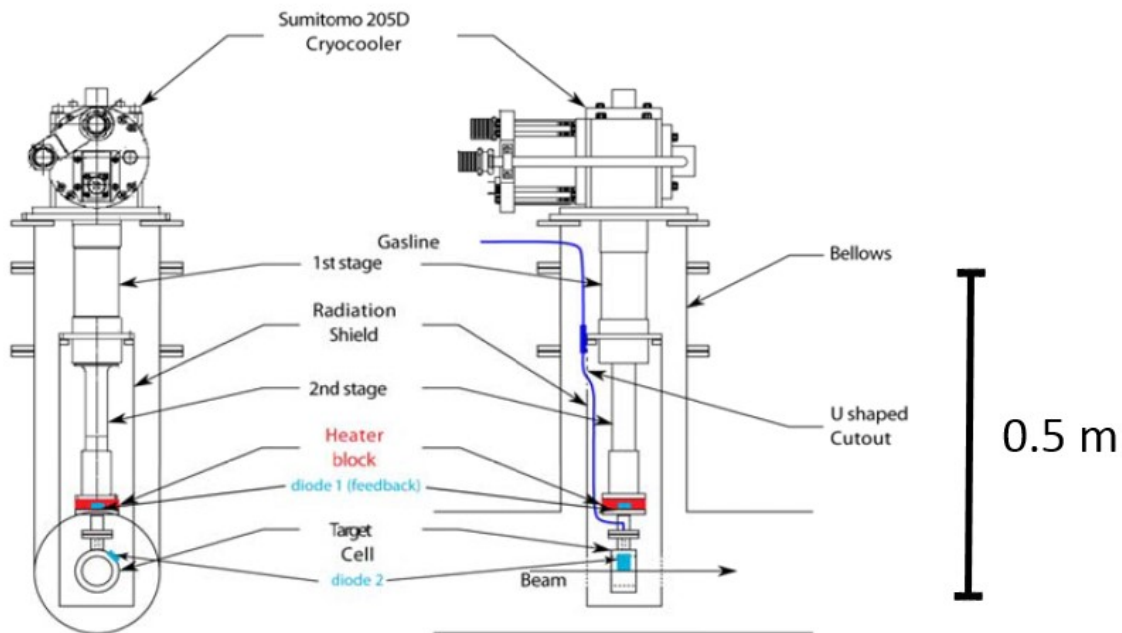 Sumitomo 205D
Cryocooler
Gasline
1st stage
Bellows
Radiation
Shield
2nd stage
U shaped
Cutout
Heater
block
diode 1 (feedback)
Target
Cell
diode 2
Beam
0.5 m